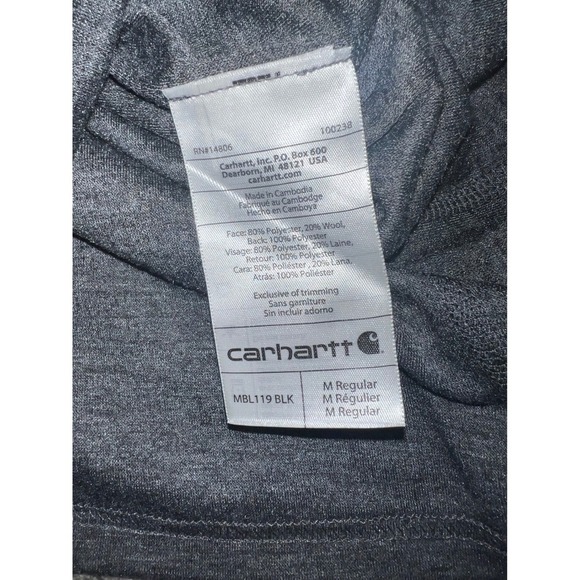 RN#14806 100238
Carhartt, Inc. P.O. Box 600
Dearborn, MI 48121 USA
carhartt.com
Made in Cambodia
Fabriqué au Cambodge
Hecho en Camboya
Face: 80% Polyester, 20% Wool,
Back: 100% Polyester
Visage: 80% Polyester, 20% Laine,
Retour: 100% Polyester
Cara: 80% Poliéster , 20% Lana,
Atrás: 100% Poliéster
Exclusive of trimming
Sans garniture
Sin incluir adorno
carhartt
MBL119 BLK
M Regular
M Régulier
M Regular